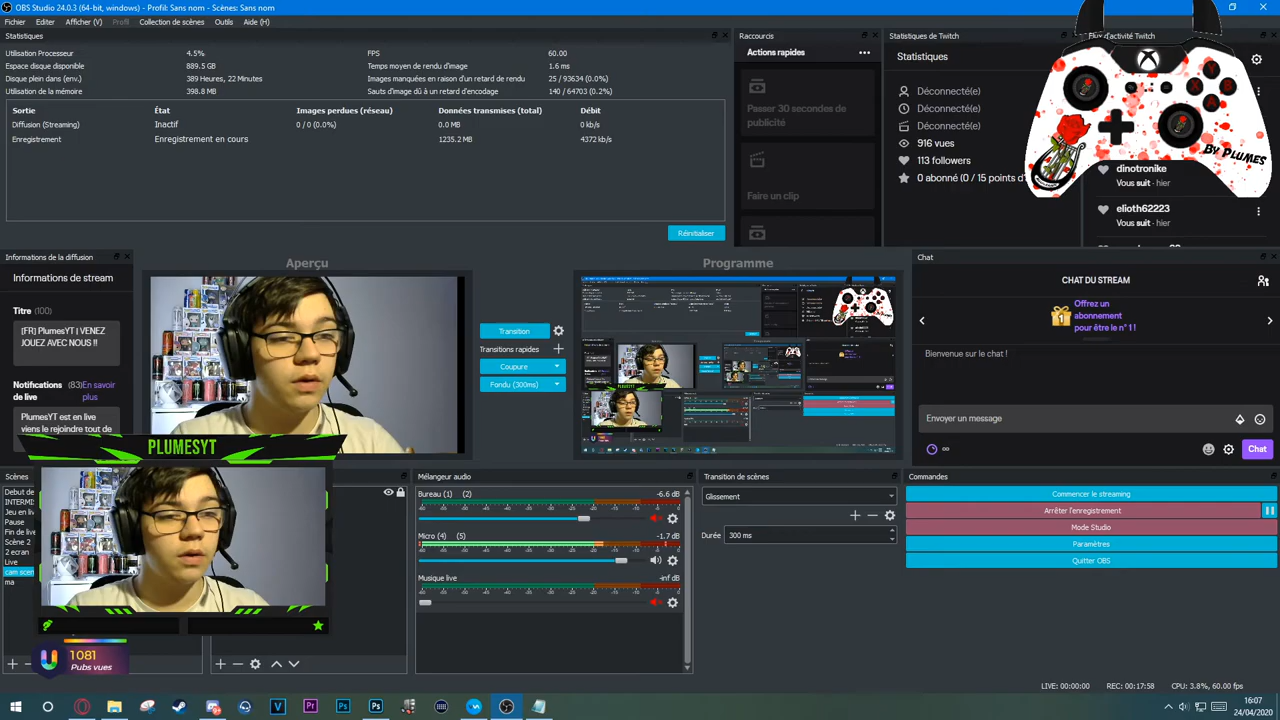 OBS Studio 24.0.3 (64-bit, windows) - Profil: Sans nom - Scènes: Sans nom
Fichier Editer Afficher (V) Profil Collection de scènes Outils Aide (H)
Statistiques
Utilisation Processeur 4.5% FPS 60.00
Espace disque disponible 889.5 GB Temps moyen de rendu d'image 1.6 ms
Disque plein dans (env.) 389 Heures, 22 Minutes Images marquées en raison d'un retard de rendu 25 / 93634 (0.0%)
Utilisation de la mémoire 398.8 MB Sauts d'image dû a un retard d'encodage 140 / 64703 (0.2%)
Sortie État Images perdues (réseau) Données transmises (total) Débit
Diffusion (Streaming) Inactif 0 / 0 (0.0%) 0.0 MB 0 kb/s
Enregistrement Enregistrement en cours 1235.2 MB 4372 kb/s
Réinitialiser
Raccourcis
Actions rapides
Passer 30 secondes de
publicité
Faire un clip
Statistiques de Twitch
Statistiques
Déconnecté(e)
Déconnecté(e)
Déconnecté(e)
916 vues
113 followers
0 abonné (0 / 15 points d'
d'activité Twitch
By PLUMES
dinotronike
Vous suit · hier
elioth62223
Vous suit · hier
Informations de la diffusion
ormations de stream
Titre (100)
[FR] PlumesYT | VENEZ
JOUEZ AVEC NOUS !!
Notifications (83) En savoir
de live plus
PlumesYT est en live
viens le rejoindre tout de
Aperçu
Transition
Transitions rapides
Coupure
Fondu (300ms)
Programme
Chat
CHAT DU STREAM
Offrez un
abonnement
pour être le n° 1 !
Bienvenue sur le chat !
Envoyer un message
Chat
PLUMESYT
Scènes
Debut de
INTERMI
Jeu en li
Pause
Fin de live
Scène
2 ecran
Live
cam scen
ma
1081
Pubs vues
Mélangeur audio
Bureau (1) (2) -6.6 dB
Micro (4) (5) -1.7 dB
Musique live -inf dB
Transition de scènes
Glissement
Durée 300 ms
Commandes
Commencer le streaming
Arrêter l'enregistrement
Mode Studio
Paramètres
Quitter OBS
LIVE: 00:00:00 REC: 00:17:58 CPU: 3.8%, 60.00 fps
16:07
24/04/2020